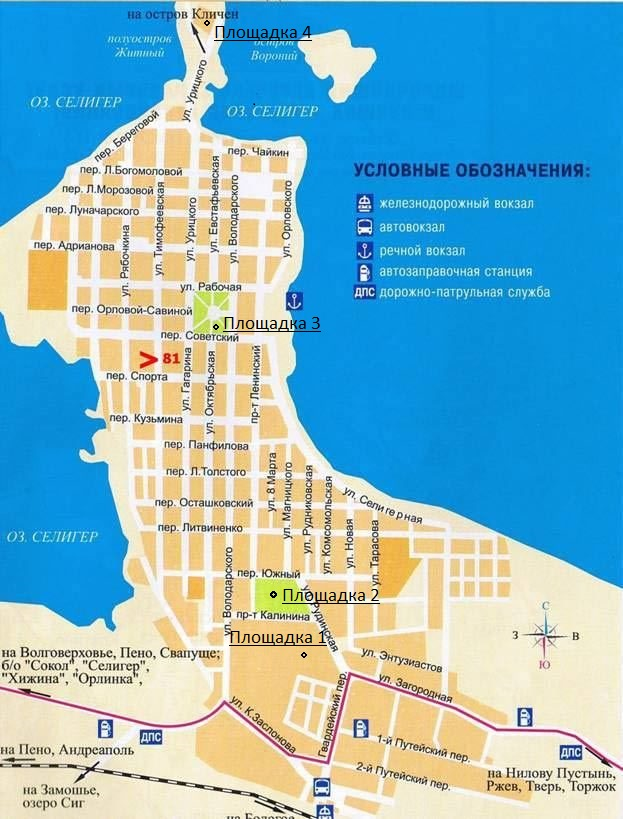 на остров Кличен
Площадка 4
полуостров
Житный
остров
Вороний
ОЗ. СЕЛИГЕР
ул. Урицкого
ОЗ. СЕЛИГЕР
пер. Береговой
пер. Чайкин
пер. Л.Богомоловой
пер. Л.Морозовой
пер. Луначарского
пер. Адрианова
ул. Рябочкина
ул. Тимофеевская
ул. Урицкого
ул. Евстафьевская
ул. Володарского
ул. Орловского
УСЛОВНЫЕ ОБОЗНАЧЕНИЯ:
железнодорожный вокзал
автовокзал
речной вокзал
автозаправочная станция
ДПС дорожно-патрульная служба
ул. Рабочая
пер. Орловой-Савиной
Площадка 3
пер. Советский
> 81
пер. Спорта
ул. Гагарина
ул. Октябрьская
пр-т Ленинский
пер. Кузьмина
пер. Панфилова
пер. Л.Толстого
пер. Осташковский
пер. Литвиненко
ул. 8 Марта
ул. Магницкого
ул. Рудниковская
ул. Комсомольская
ул. Новая
ул. Тарасова
ул. Селигерная
ОЗ. СЕЛИГЕР
ул. Володарского
пер. Южный
Площадка 2
пр-т Калинина
ул. Рудинская
Площадка 1
С
З
В
Ю
на Волговерховье, Пено, Свапуще;
б/о "Сокол", "Селигер",
"Хижина", "Орлинка",
ул. Энтузиастов
ул. Загородная
ул. К.Заслонова
Гвардейский пер.
1-й Путейский пер.
2-й Путейский пер.
ДПС
ДПС
на Пено, Андреаполь
на Замошье,
озеро Сиг
на Бологое
на Нилову Пустынь,
Ржев, Тверь, Торжок